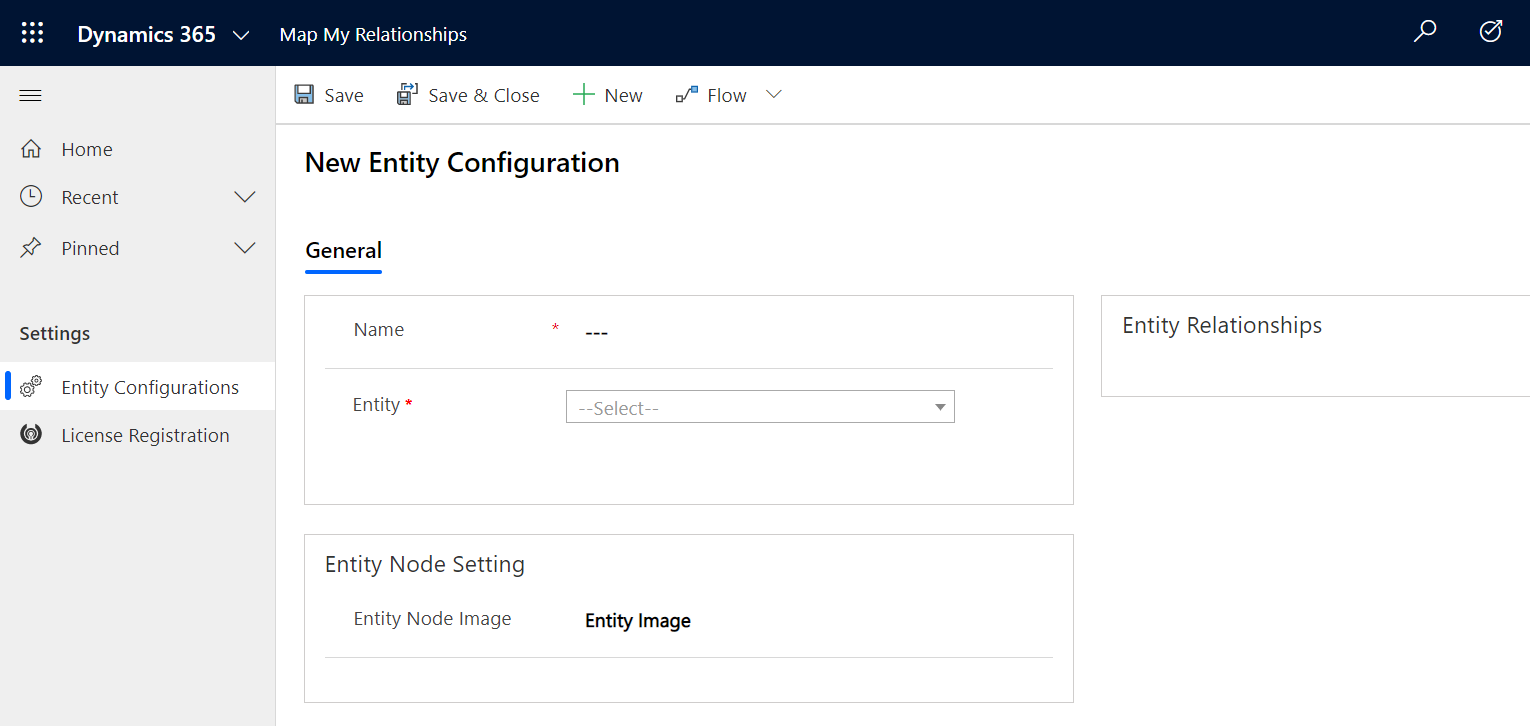 Dynamics 365 Map My Relationships
Save Save & Close New Flow
Home
Recent
Pinned
Settings
Entity Configurations
License Registration
New Entity Configuration
General
Name * ---
Entity * --Select--
Entity Node Setting
Entity Node Image Entity Image
Entity Relationships